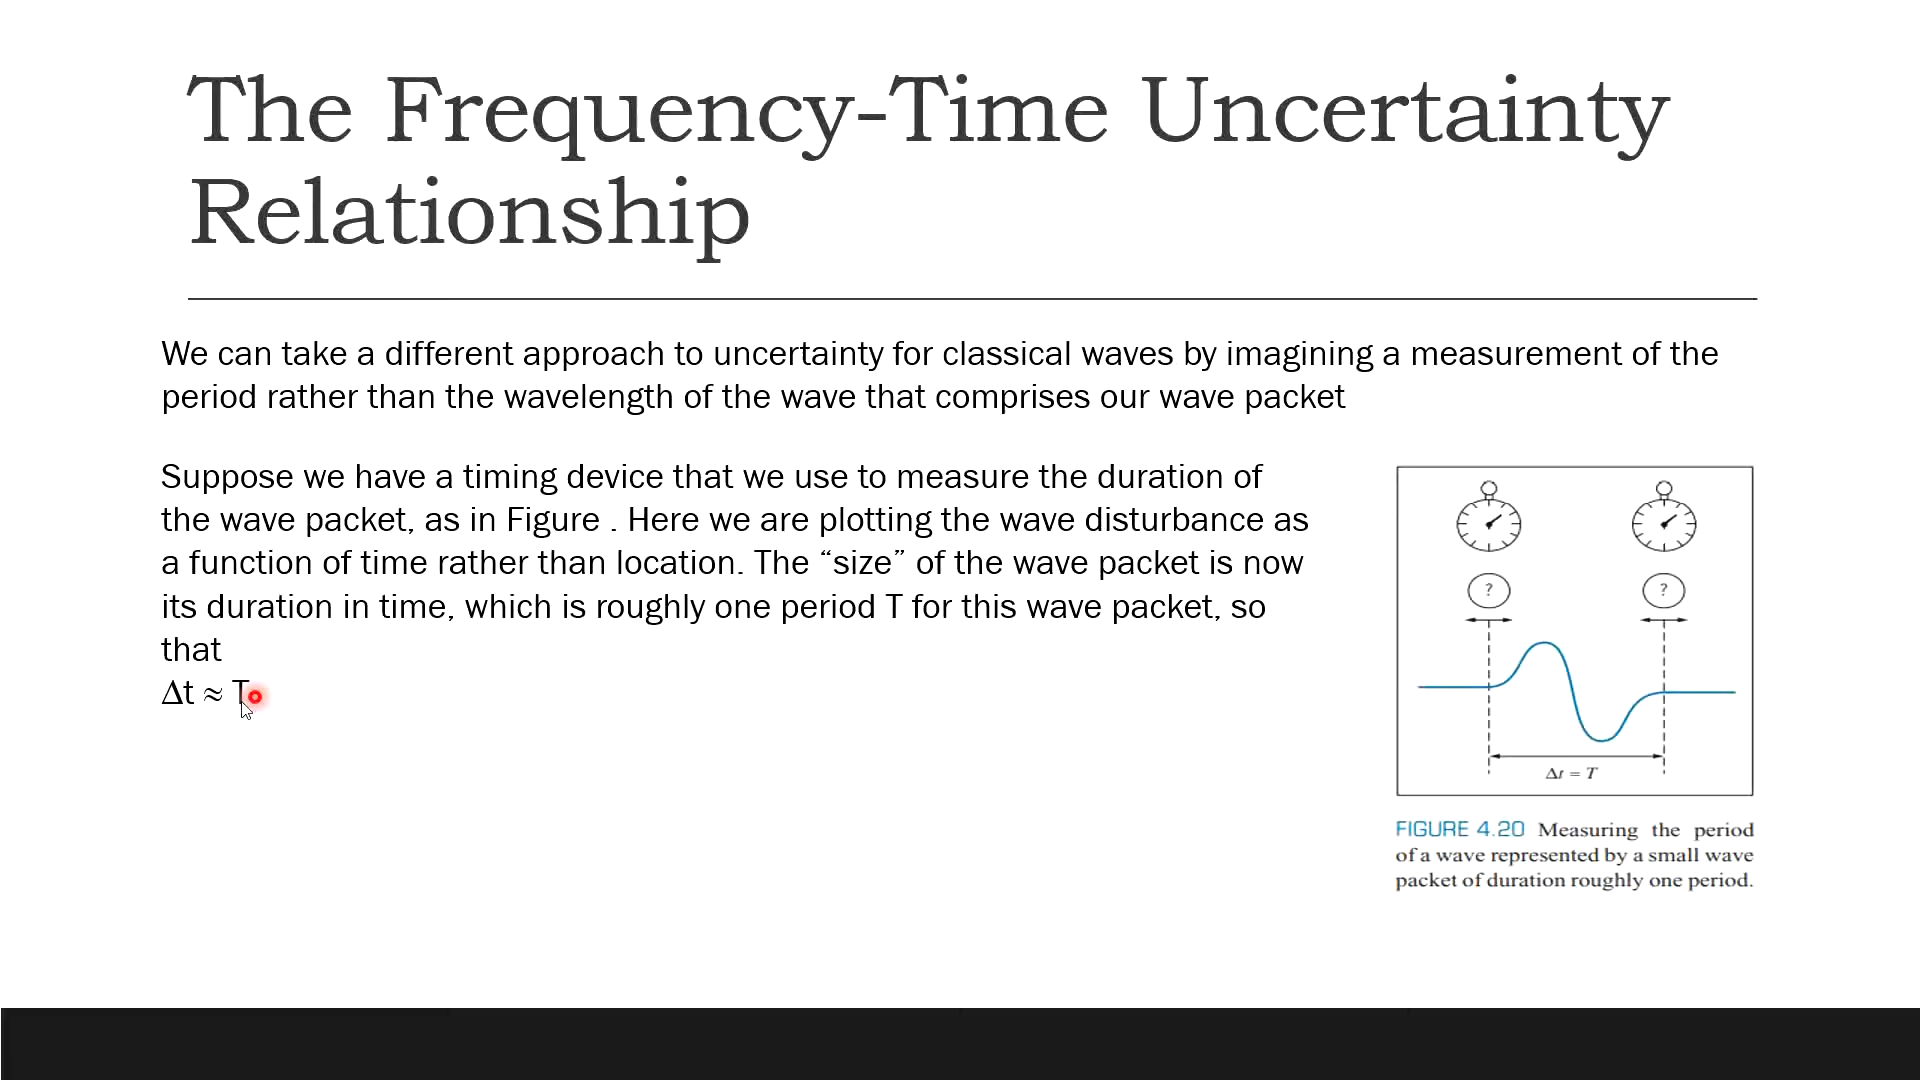 The Frequency-Time Uncertainty
Relationship
We can take a different approach to uncertainty for classical waves by imagining a measurement of the
period rather than the wavelength of the wave that comprises our wave packet
Suppose we have a timing device that we use to measure the duration of
the wave packet, as in Figure . Here we are plotting the wave disturbance as
a function of time rather than location. The “size” of the wave packet is now
its duration in time, which is roughly one period T for this wave packet, so
that
Δt ≈ T
? ?
Δt = T
FIGURE 4.20 Measuring the period
of a wave represented by a small wave
packet of duration roughly one period.